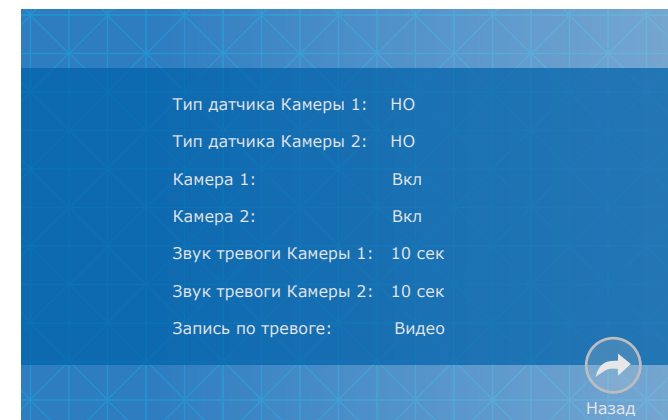 Тип датчика Камеры 1: НО
Тип датчика Камеры 2: НО
Камера 1: Вкл
Камера 2: Вкл
Звук тревоги Камеры 1: 10 сек
Звук тревоги Камеры 2: 10 сек
Запись по тревоге: Видео
Назад